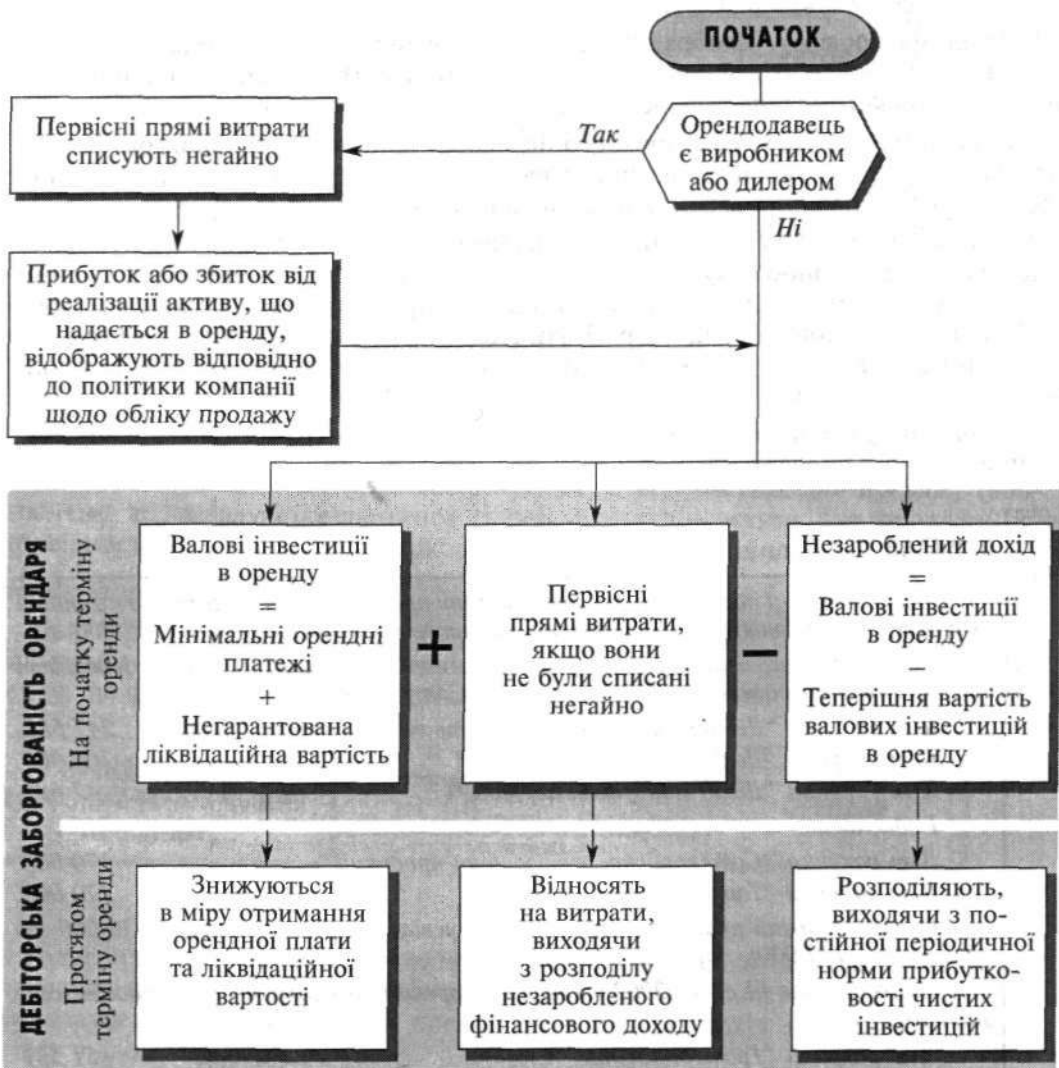 ПОЧАТОК
Орендодавець
є виробником
або дилером
Так
Ні
Первісні прямі витрати
списують негайно
Прибуток або збиток від
реалізації активу, що
надається в оренду,
відображують відповідно
до політики компанії
щодо обліку продажу
ДЕБІТОРСЬКА ЗАБОРГОВАНІСТЬ ОРЕНДАРЯ
На початку терміну
оренди
Валові інвестиції
в оренду
=
Мінімальні орендні
платежі
+
Негарантована
ліквідаційна вартість
+
Первісні
прямі витрати,
якщо вони
не були списані
негайно
−
Незароблений дохід
=
Валові інвестиції
в оренду
−
Теперішня вартість
валових інвестицій
в оренду
Протягом
терміну оренди
Знижуються
в міру отримання
орендної плати
та ліквідаційної
вартості
Відносять
на витрати,
виходячи
з розподілу
незаробленого
фінансового доходу
Розподіляють,
виходячи з по-
стійної періодичної
норми прибутко-
вості чистих
інвестицій